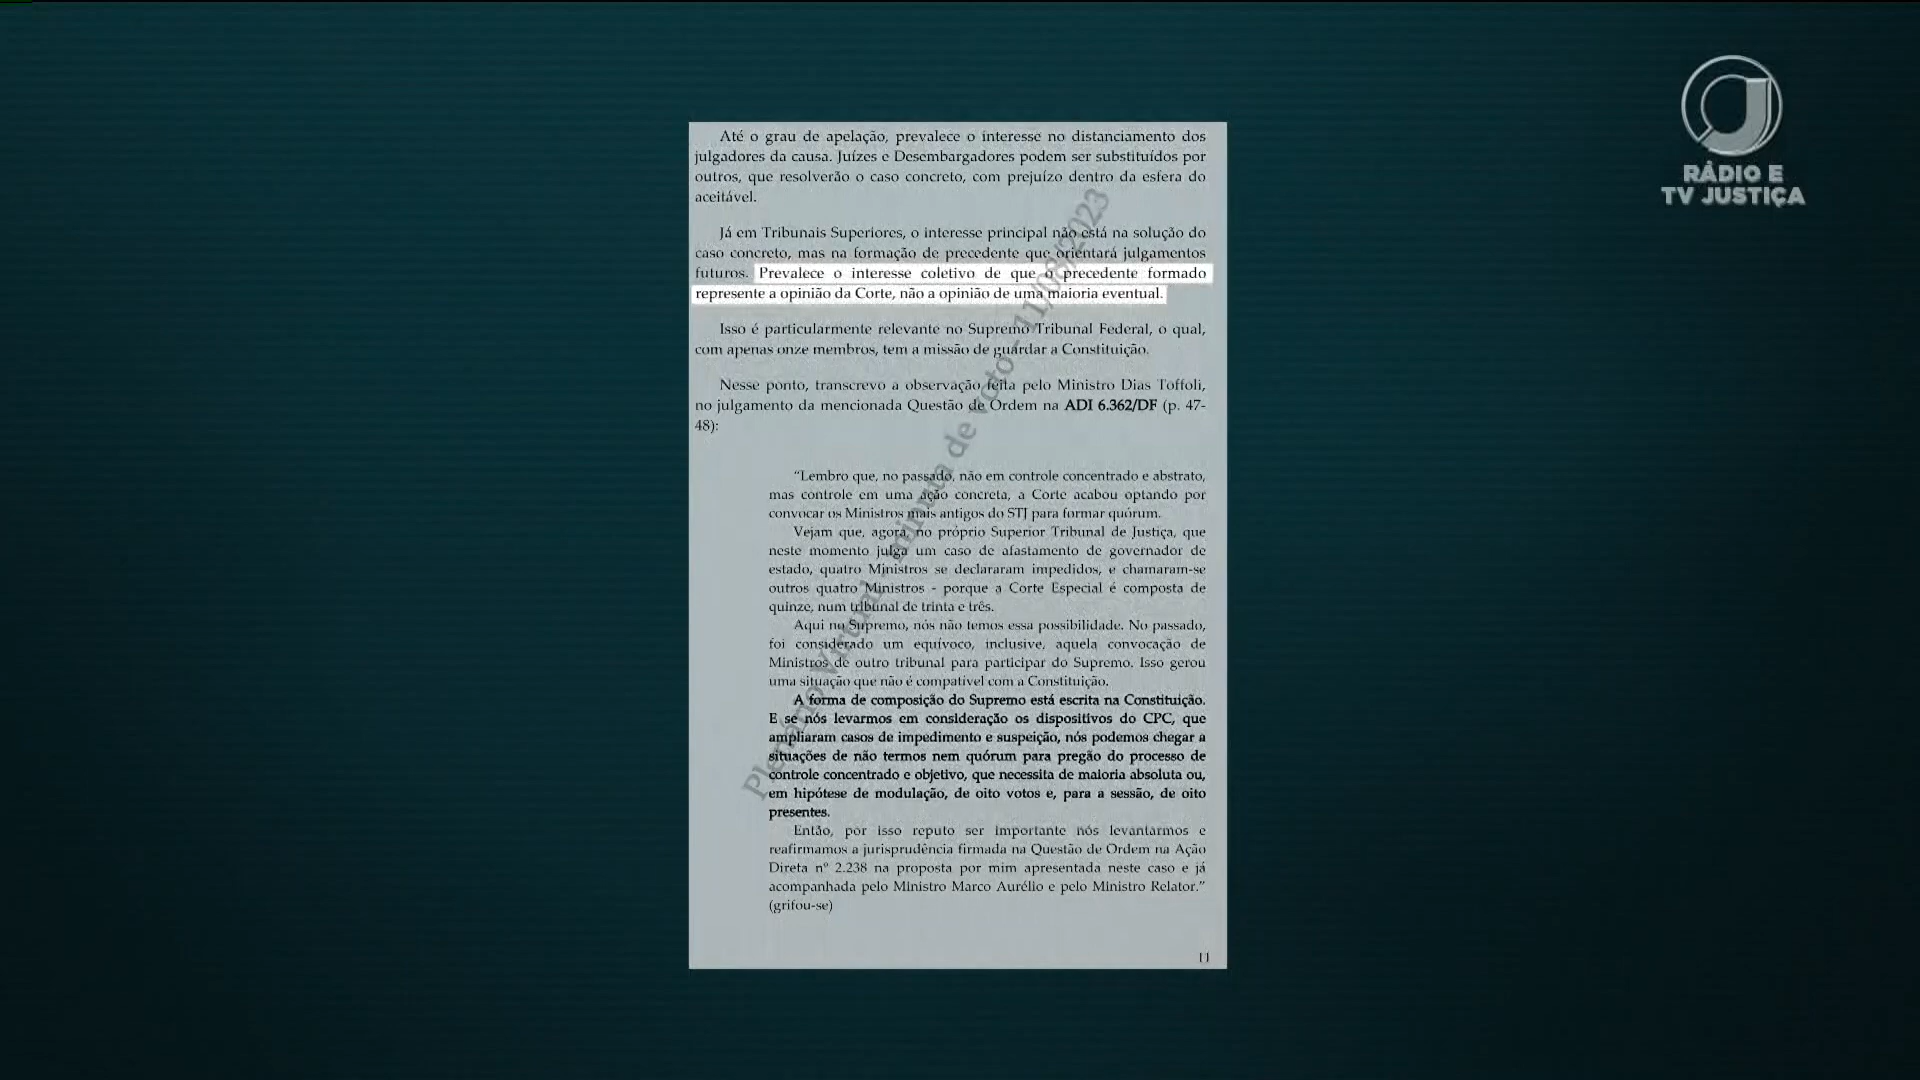 RÁDIO E
TV JUSTIÇA
Até o grau de apelação, prevalece o interesse no distanciamento dos
julgadores da causa. Juízes e Desembargadores podem ser substituídos por
outros, que resolverão o caso concreto, com prejuízo dentro da esfera do
aceitável.
Já em Tribunais Superiores, o interesse principal não está na solução do
caso concreto, mas na formação de precedente que orientará julgamentos
futuros. Prevalece o interesse coletivo de que o precedente formado
represente a opinião da Corte, não a opinião de uma maioria eventual.
Isso é particularmente relevante no Supremo Tribunal Federal, o qual,
com apenas onze membros, tem a missão de guardar a Constituição.
Nesse ponto, transcrevo a observação feita pelo Ministro Dias Toffoli,
no julgamento da mencionada Questão de Ordem na ADI 6.362/DF (p. 47-
48):
“Lembro que, no passado, não em controle concentrado e abstrato,
mas controle em uma ação concreta, a Corte acabou optando por
convocar os Ministros mais antigos do STJ para formar quórum.
Vejam que, agora, no próprio Superior Tribunal de Justiça, que
neste momento julga um caso de afastamento de governador de
estado, quatro Ministros se declararam impedidos, e chamaram-se
outros quatro Ministros - porque a Corte Especial é composta de
quinze, num tribunal de trinta e três.
Aqui no Supremo, nós não temos essa possibilidade. No passado,
foi considerado um equívoco, inclusive, aquela convocação de
Ministros de outro tribunal para participar do Supremo. Isso gerou
uma situação que não é compatível com a Constituição.
A forma de composição do Supremo está escrita na Constituição.
E se nós levarmos em consideração os dispositivos do CPC, que
ampliaram casos de impedimento e suspeição, nós podemos chegar a
situações de não termos nem quórum para pregão do processo de
controle concentrado e objetivo, que necessita de maioria absoluta ou,
em hipótese de modulação, de oito votos e, para a sessão, de oito
presentes.
Então, por isso reputo ser importante nós levantarmos e
reafirmamos a jurisprudência firmada na Questão de Ordem na Ação
Direta nº 2.238 na proposta por mim apresentada neste caso e já
acompanhada pelo Ministro Marco Aurélio e pelo Ministro Relator.”
(grifou-se)
11
Plenário Virtual - minuta de voto - 11/08/2023